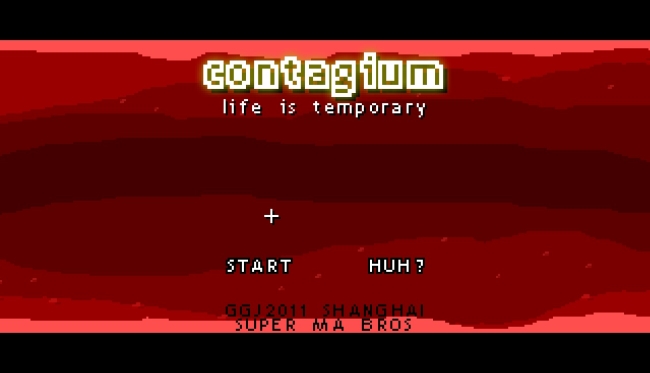 contagium
life is temporary
START HUH?
GGJ2011 SHANGHAI
SUPER MA BROS